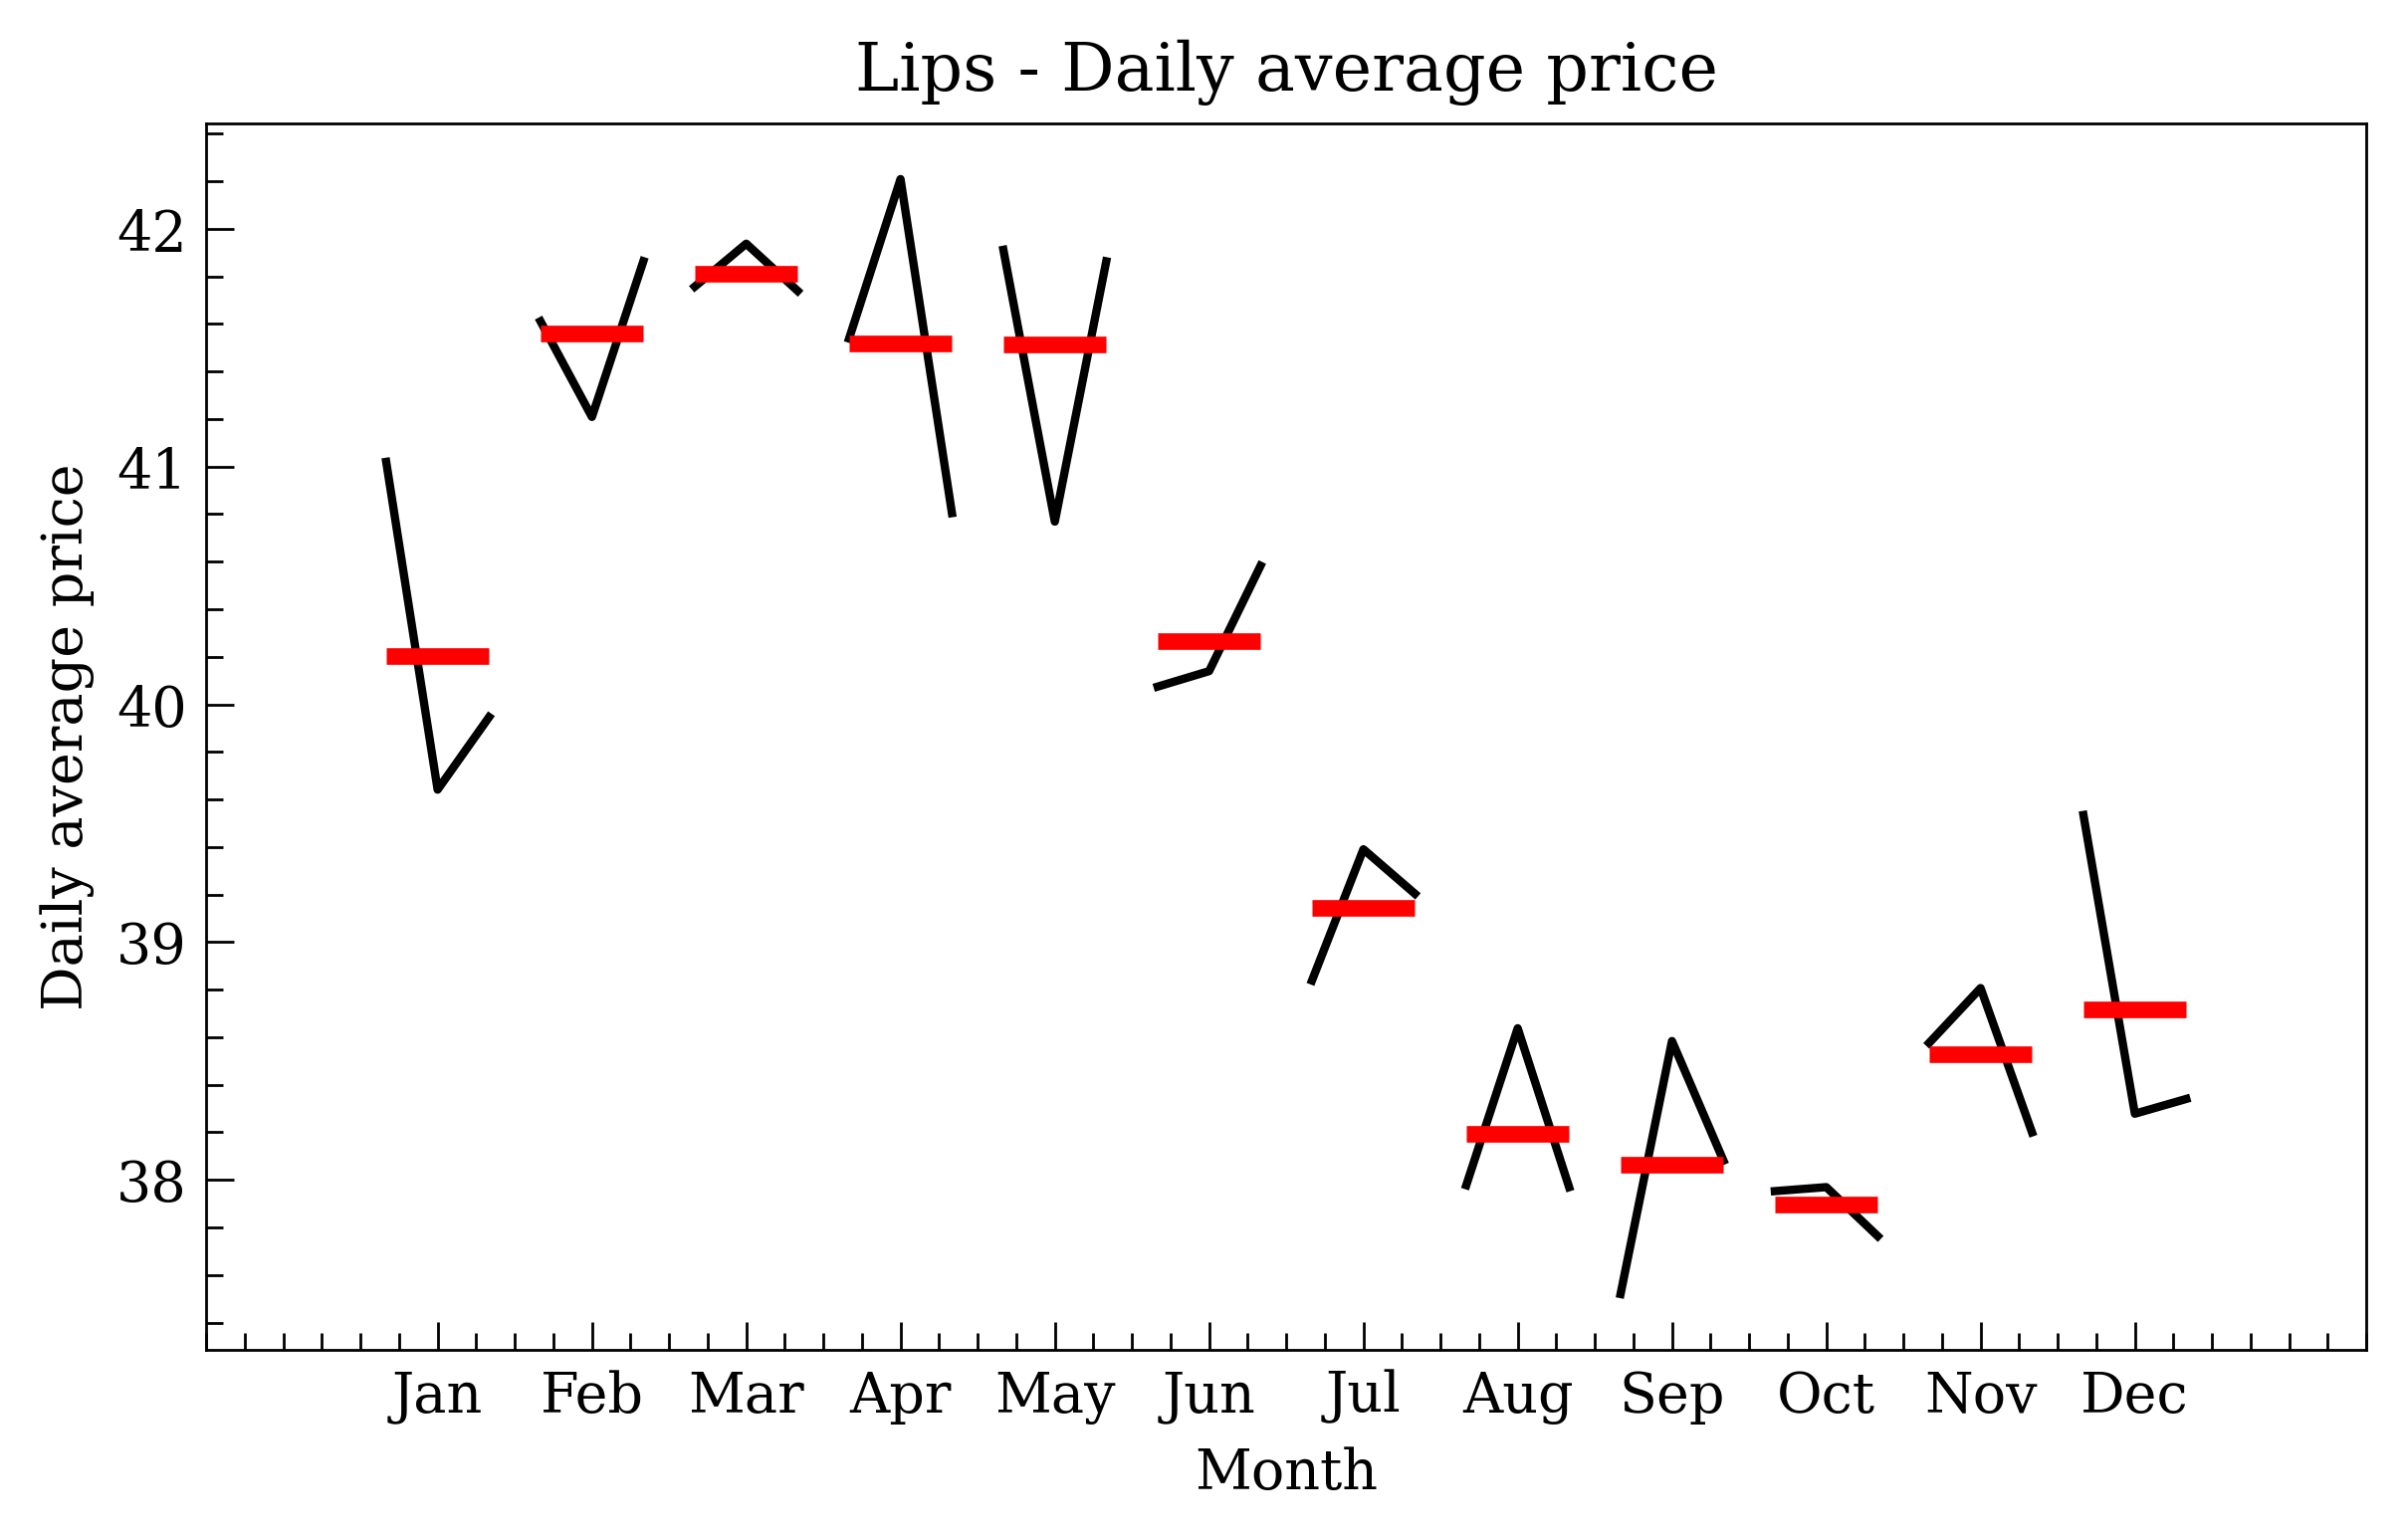 Lips - Daily average price
Daily average price
42
41
40
39
38
Jan Feb Mar Apr May Jun Jul Aug Sep Oct Nov Dec
Month